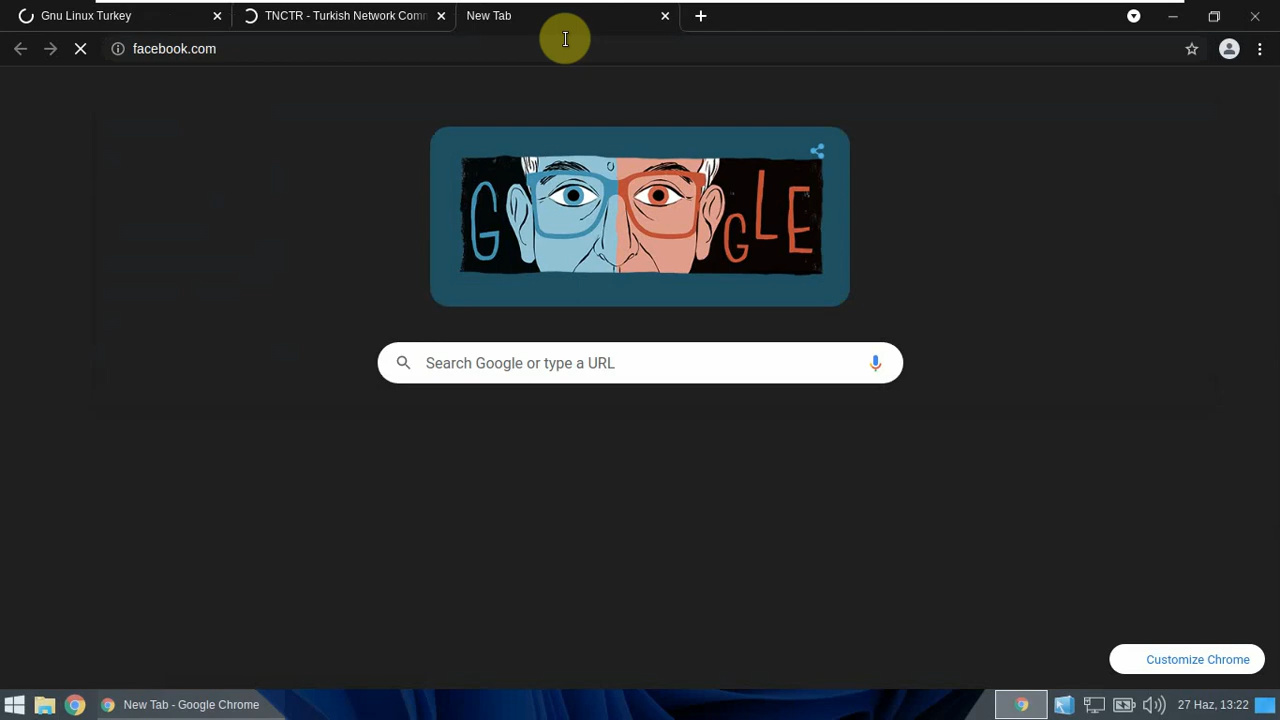 Gnu Linux Turkey
TNCTR - Turkish Network Com
New Tab
facebook.com
G GLE
Search Google or type a URL
Customize Chrome
New Tab - Google Chrome
27 Haz, 13:22